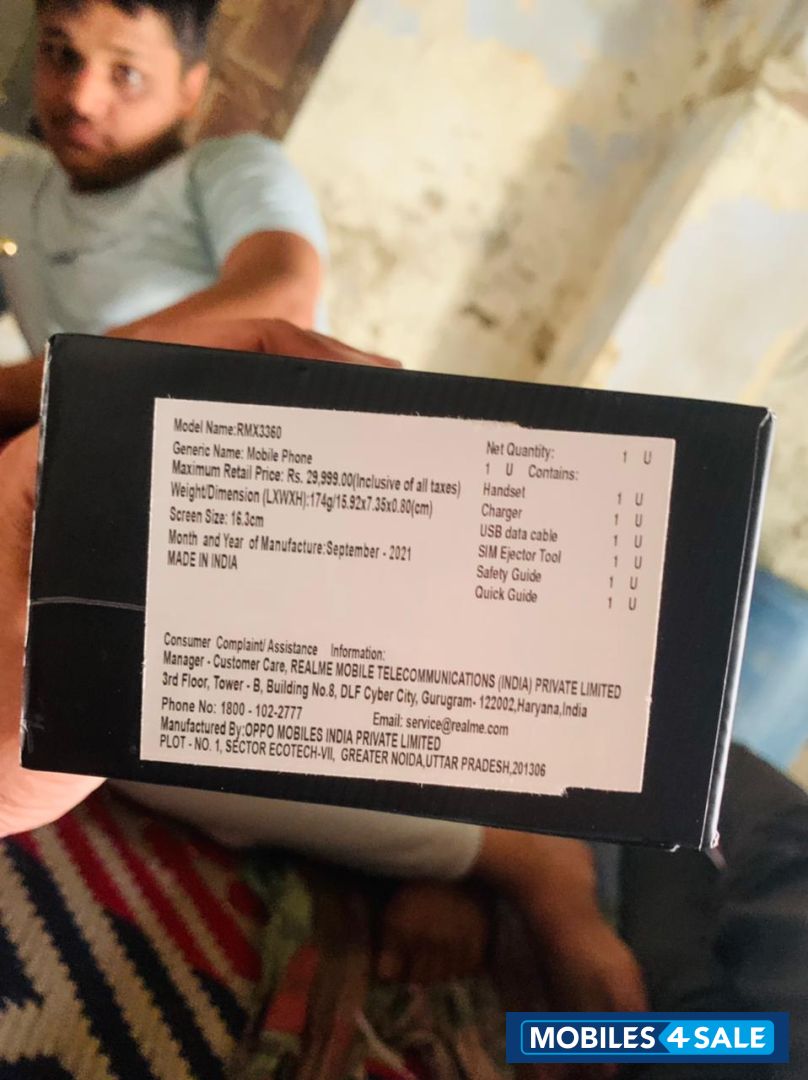 Model Name:RMX3360
Generic Name: Mobile Phone
Maximum Retail Price: Rs. 29,999.00(Inclusive of all taxes)
Weight/Dimension (LXWXH):174g/15.92x7.35x0.80(cm)
Screen Size: 16.3cm
Month and Year of Manufacture:September - 2021
MADE IN INDIA
Net Quantity: 1 U
1 U Contains:
Handset 1 U
Charger 1 U
USB data cable 1 U
SIM Ejector Tool 1 U
Safety Guide 1 U
Quick Guide 1 U
Consumer Complaint/ Assistance Information:
Manager - Customer Care, REALME MOBILE TELECOMMUNICATIONS (INDIA) PRIVATE LIMITED
3rd Floor, Tower - B, Building No.8, DLF Cyber City, Gurugram- 122002,Haryana,India
Phone No: 1800 - 102-2777 Email: service@realme.com
Manufactured By:OPPO MOBILES INDIA PRIVATE LIMITED
PLOT - NO. 1, SECTOR ECOTECH-VII, GREATER NOIDA,UTTAR PRADESH,201306
MOBILES 4 SALE